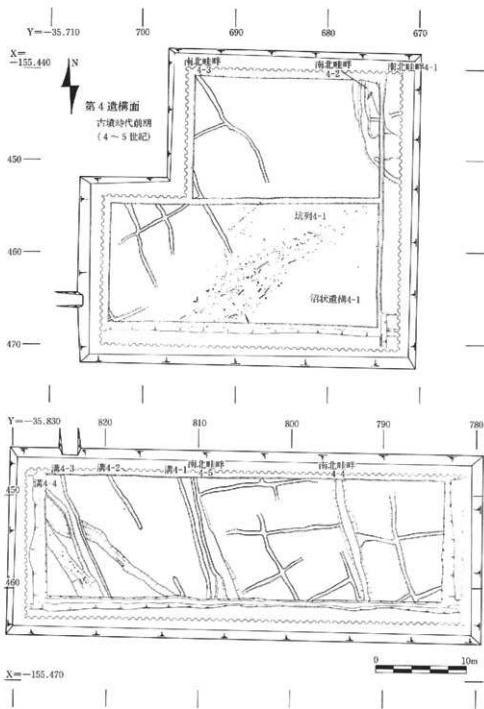 Y=-35.710 700 690 680 670
X=
-155.440
N
南北畦畔
4-3
南北畦畔
4-2
南北畦畔4-1
第4遺構面
古墳時代前期
(4～5世紀)
450
460
470
杭列4-1
沼状遺構4-1
Y=-35.830 820 810 800 790 780
溝4-4
溝4-3
溝4-2
溝4-1
南北畦畔
4-5
南北畦畔
4-4
450
460
X=-155.470
0 10m